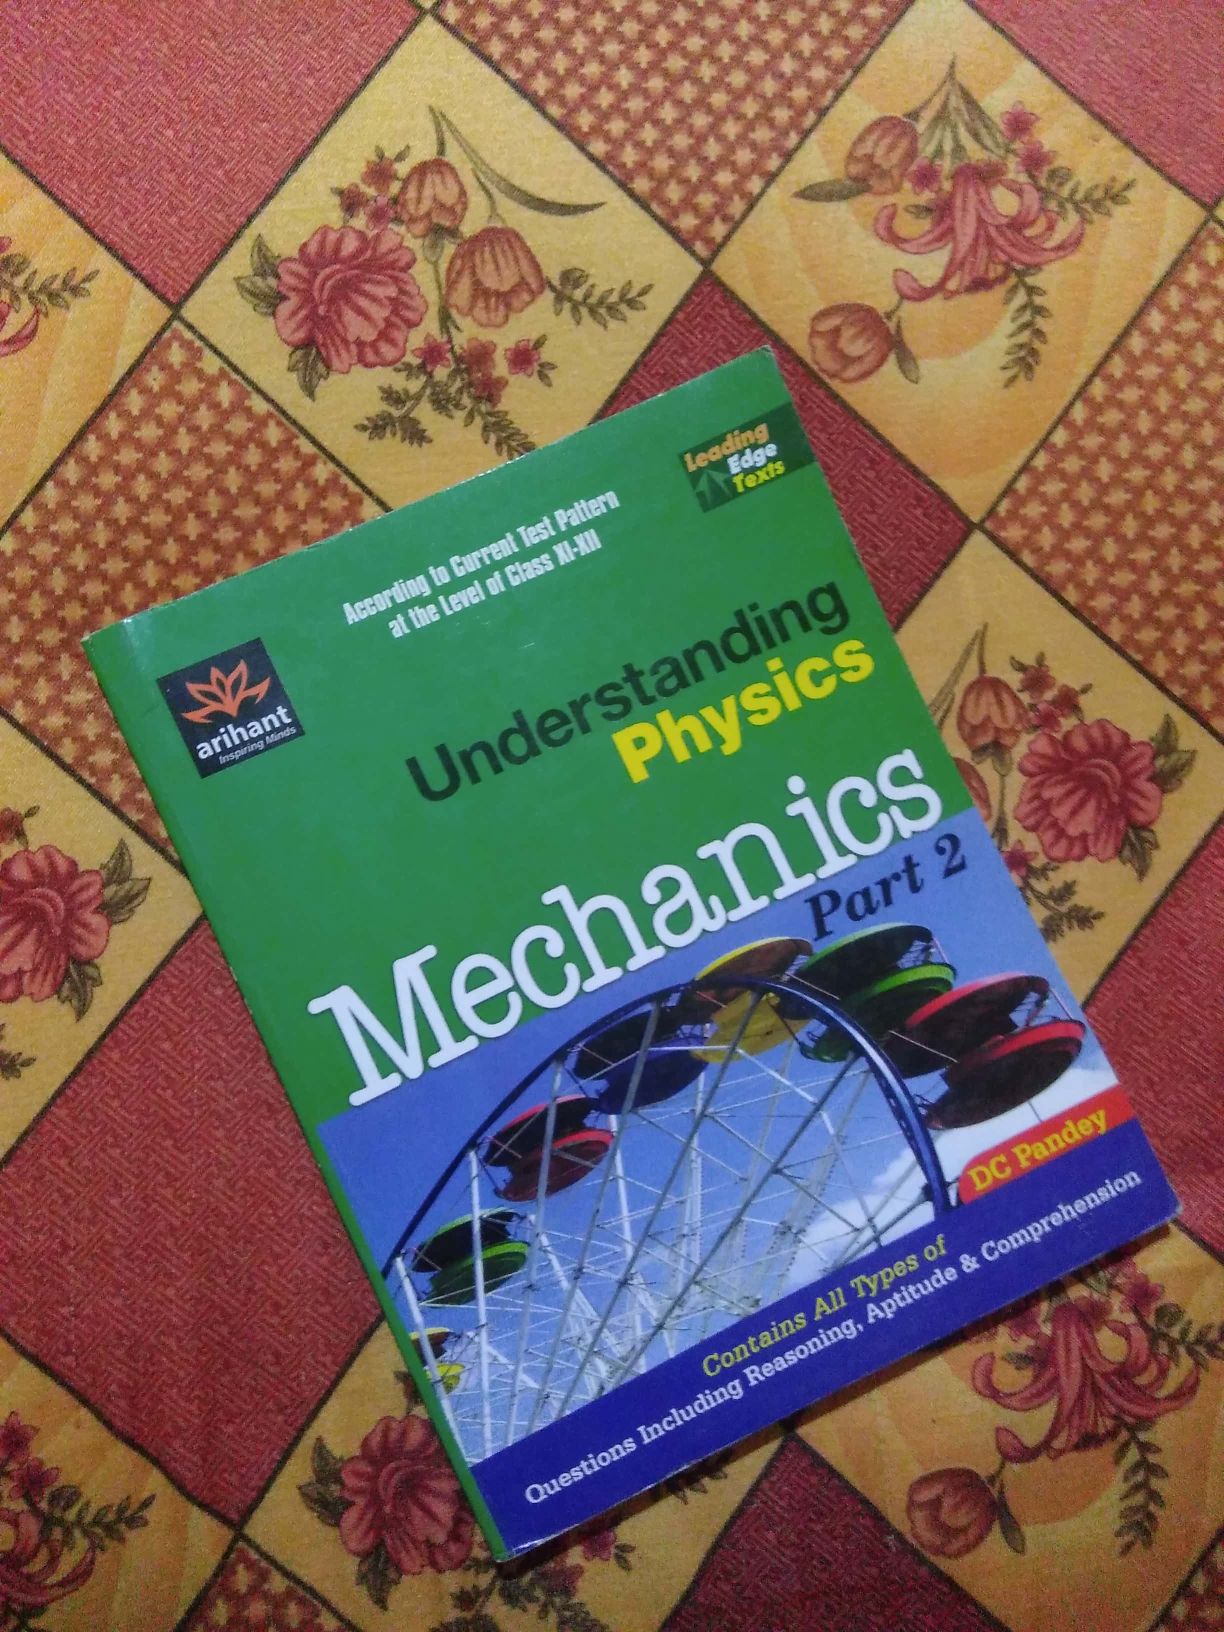 Leading
Edge
Texts
According to Current Test Pattern
at the Level of Class XI-XII
arihant
Inspiring Minds
Understanding
Physics
Mechanics
Part 2
DC Pandey
Contains All Types of
Questions Including Reasoning, Aptitude & Comprehension